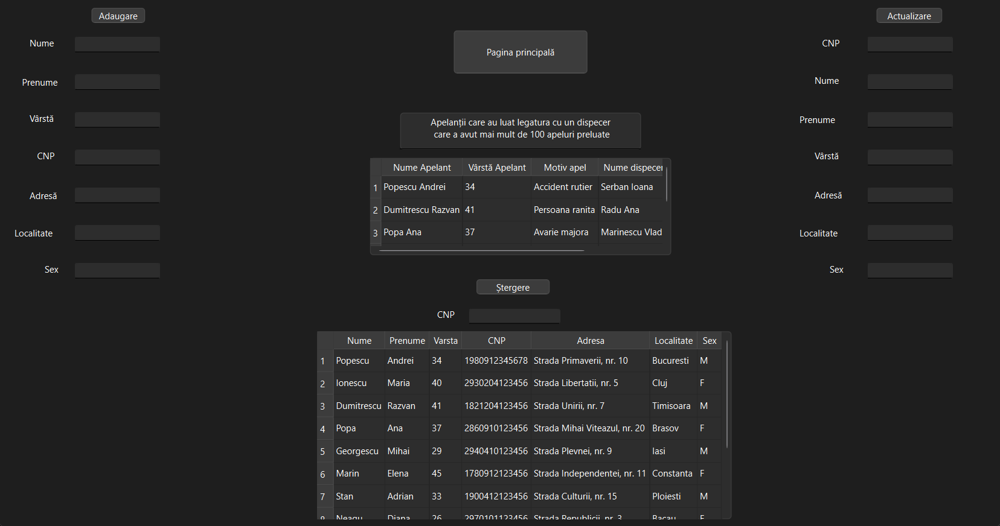 Adaugare
Nume
Prenume
Vârstă
CNP
Adresă
Localitate
Sex
Pagina principală
Apelanții care au luat legatura cu un dispecer
care a avut mai mult de 100 apeluri preluate
Nume Apelant Vârstă Apelant Motiv apel Nume dispecer
1 Popescu Andrei 34 Accident rutier Serban Ioana
2 Dumitrescu Razvan 41 Persoana ranita Radu Ana
3 Popa Ana 37 Avarie majora Marinescu Vlad
Ștergere
CNP
Nume Prenume Varsta CNP Adresa Localitate Sex
1 Popescu Andrei 34 1980912345678 Strada Primaverii, nr. 10 Bucuresti M
2 Ionescu Maria 40 2930204123456 Strada Libertatii, nr. 5 Cluj F
3 Dumitrescu Razvan 41 1821204123456 Strada Unirii, nr. 7 Timisoara M
4 Popa Ana 37 2860910123456 Strada Mihai Viteazul, nr. 20 Brasov F
5 Georgescu Mihai 29 2940410123456 Strada Plevnei, nr. 9 Iasi M
6 Marin Elena 45 1780912123456 Strada Independentei, nr. 11 Constanta F
7 Stan Adrian 33 1900412123456 Strada Culturii, nr. 15 Ploiesti M
8 Neagu Diana 26 2970101123456 Strada Republicii, nr. 3 Bacau F
Actualizare
CNP
Nume
Prenume
Vârstă
Adresă
Localitate
Sex